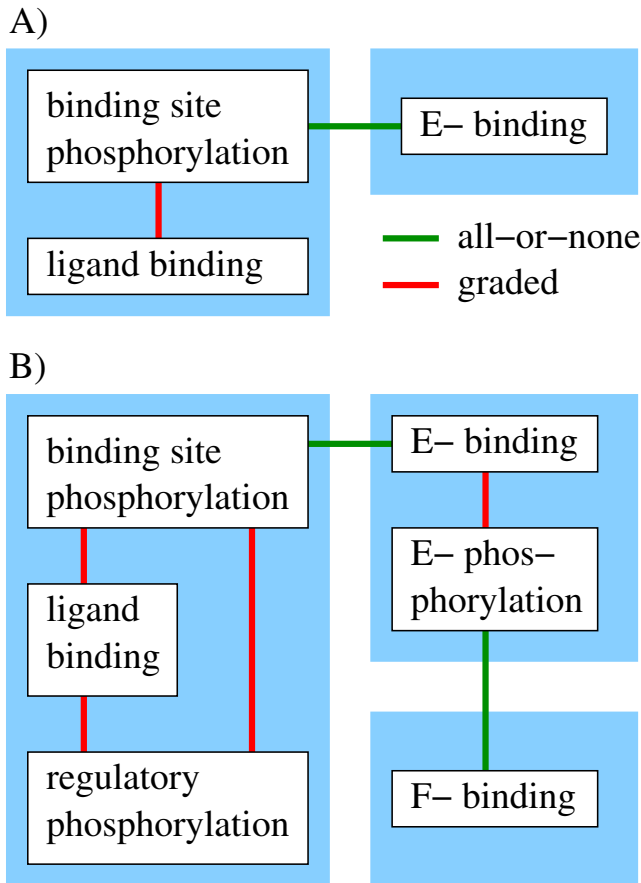 A)
binding site
phosphorylation
E− binding
ligand binding
all−or−none
graded
B)
binding site
phosphorylation
E− binding
E− phos−
phorylation
ligand
binding
regulatory
phosphorylation
F− binding